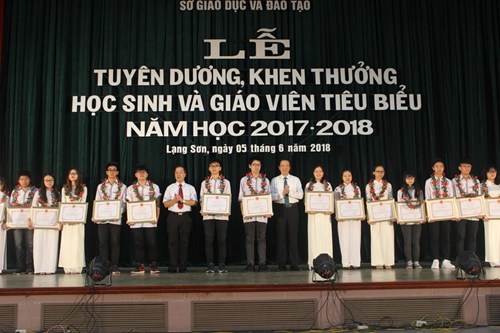 SỞ GIÁO DỤC VÀ ĐÀO TẠO
LỄ
TUYÊN DƯƠNG, KHEN THƯỞNG
HỌC SINH VÀ GIÁO VIÊN TIÊU BIỂU
NĂM HỌC 2017-2018
Lạng Sơn, ngày 05 tháng 6 năm 2018